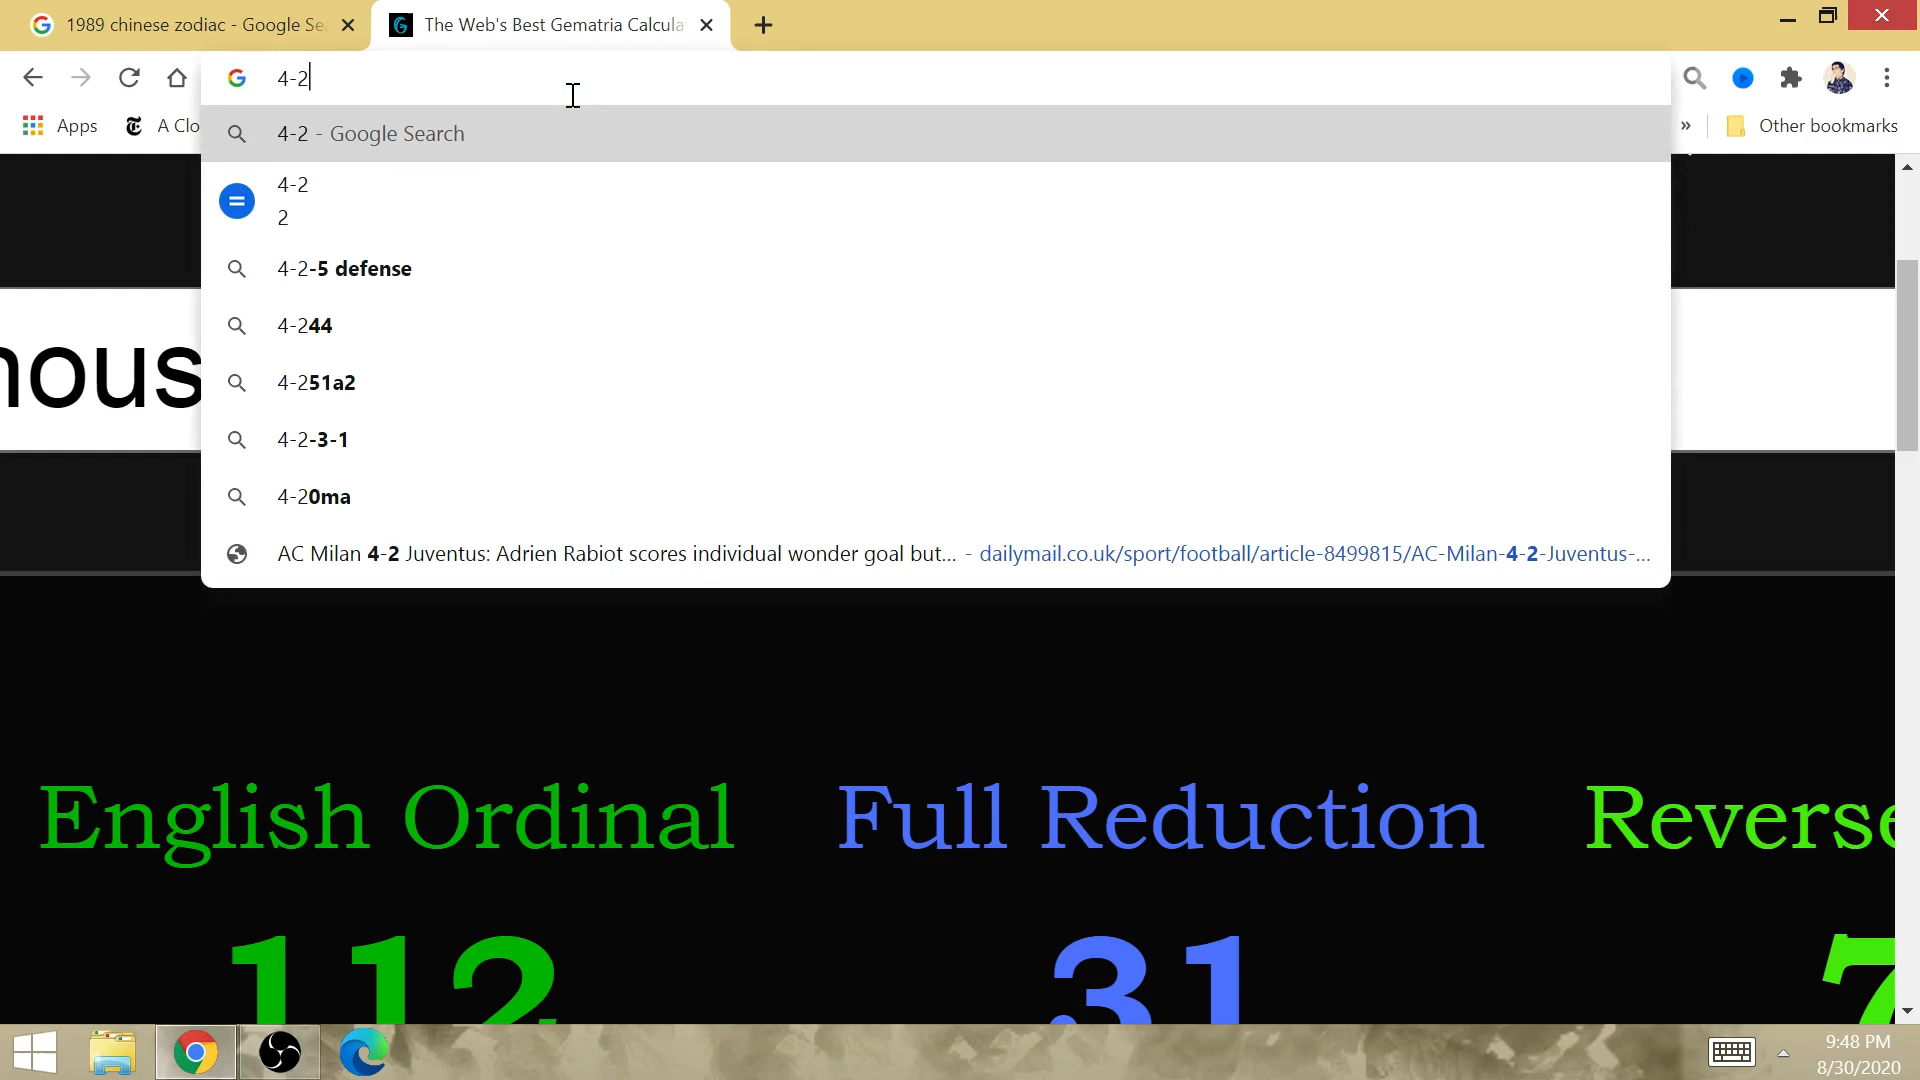 1989 chinese zodiac - Google Se
The Web's Best Gematria Calcula
4-2
Apps
A Clo
Other bookmarks
4-2 - Google Search
4-2
2
4-2-5 defense
4-244
4-251a2
4-2-3-1
4-20ma
AC Milan 4-2 Juventus: Adrien Rabiot scores individual wonder goal but... - dailymail.co.uk/sport/football/article-8499815/AC-Milan-4-2-Juventus-...
nous
English Ordinal
Full Reduction
Reverse
112
31
7
9:48 PM
8/30/2020